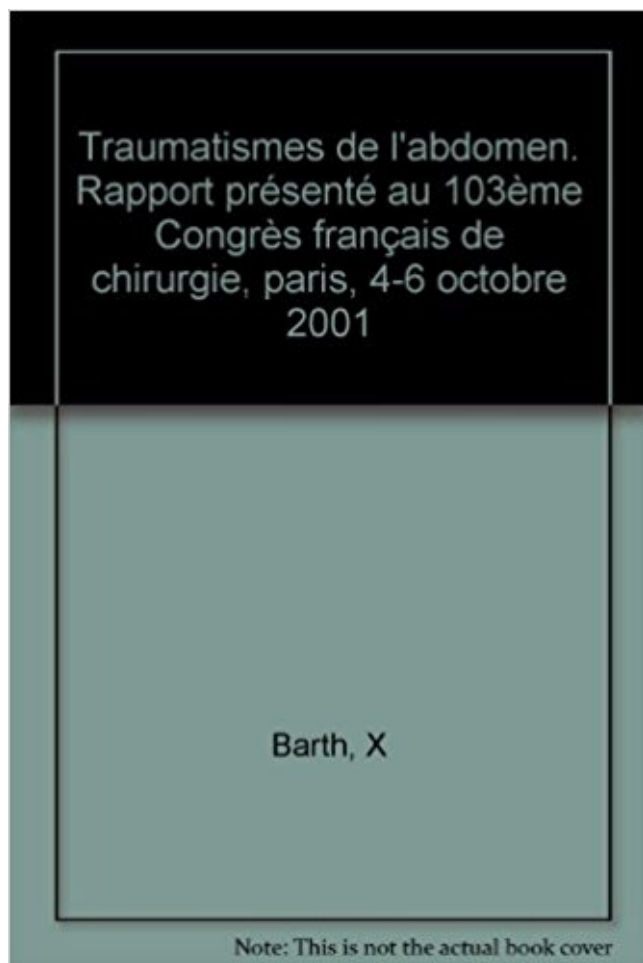 Traumatismes de l'abdomen.
Rapport présenté au 103ème
Congrès français de
chirurgie, paris, 4-6 octobre
2001
Barth, X
Note: This is not the actual book cover